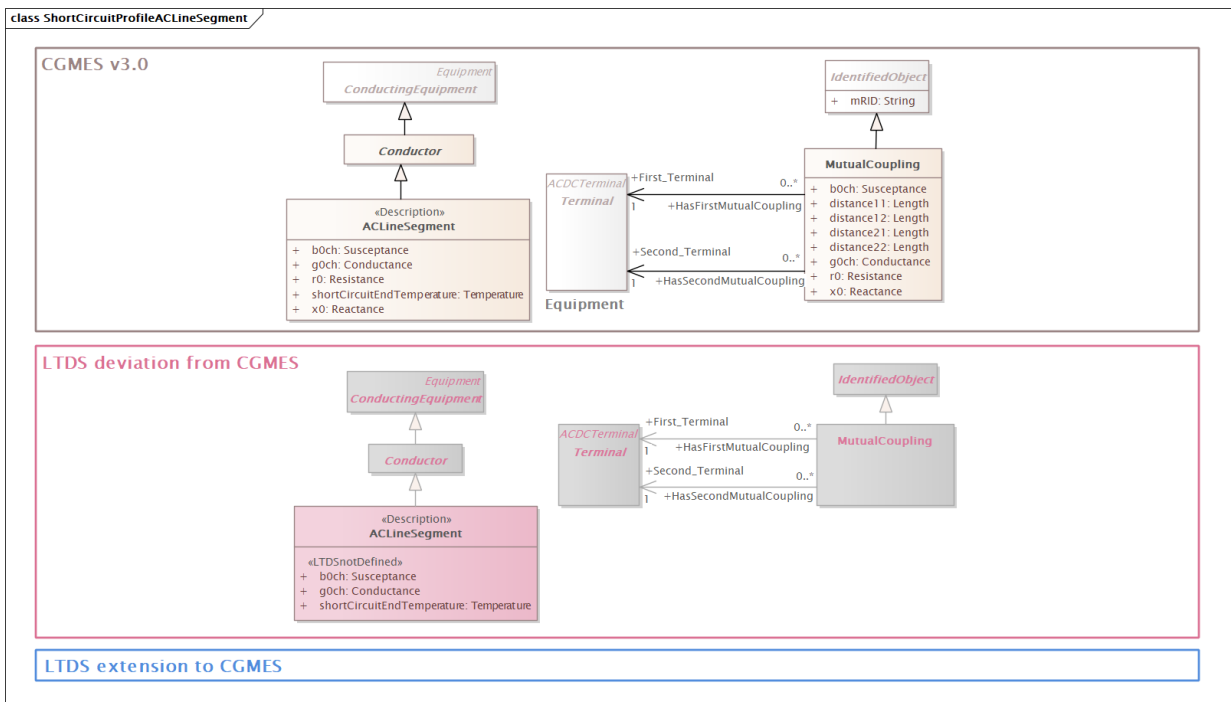 class ShortCircuitProfileACLineSegment
CGMES v3.0
Equipment
ConductingEquipment
Conductor
«Description»
ACLineSegment
+ b0ch: Susceptance
+ g0ch: Conductance
+ r0: Resistance
+ shortCircuitEndTemperature: Temperature
+ x0: Reactance
IdentifiedObject
+ mRID: String
MutualCoupling
+ b0ch: Susceptance
+ distance11: Length
+ distance12: Length
+ distance21: Length
+ distance22: Length
+ g0ch: Conductance
+ r0: Resistance
+ x0: Reactance
ACDCTerminal
Terminal
+First_Terminal 0..*
1 +HasFirstMutualCoupling
+Second_Terminal 0..*
1 +HasSecondMutualCoupling
Equipment
LTDS deviation from CGMES
Equipment
ConductingEquipment
Conductor
«Description»
ACLineSegment
«LTDSnotDefined»
+ b0ch: Susceptance
+ g0ch: Conductance
+ shortCircuitEndTemperature: Temperature
IdentifiedObject
MutualCoupling
ACDCTerminal
Terminal
+First_Terminal 0..*
1 +HasFirstMutualCoupling
+Second_Terminal 0..*
1 +HasSecondMutualCoupling
LTDS extension to CGMES